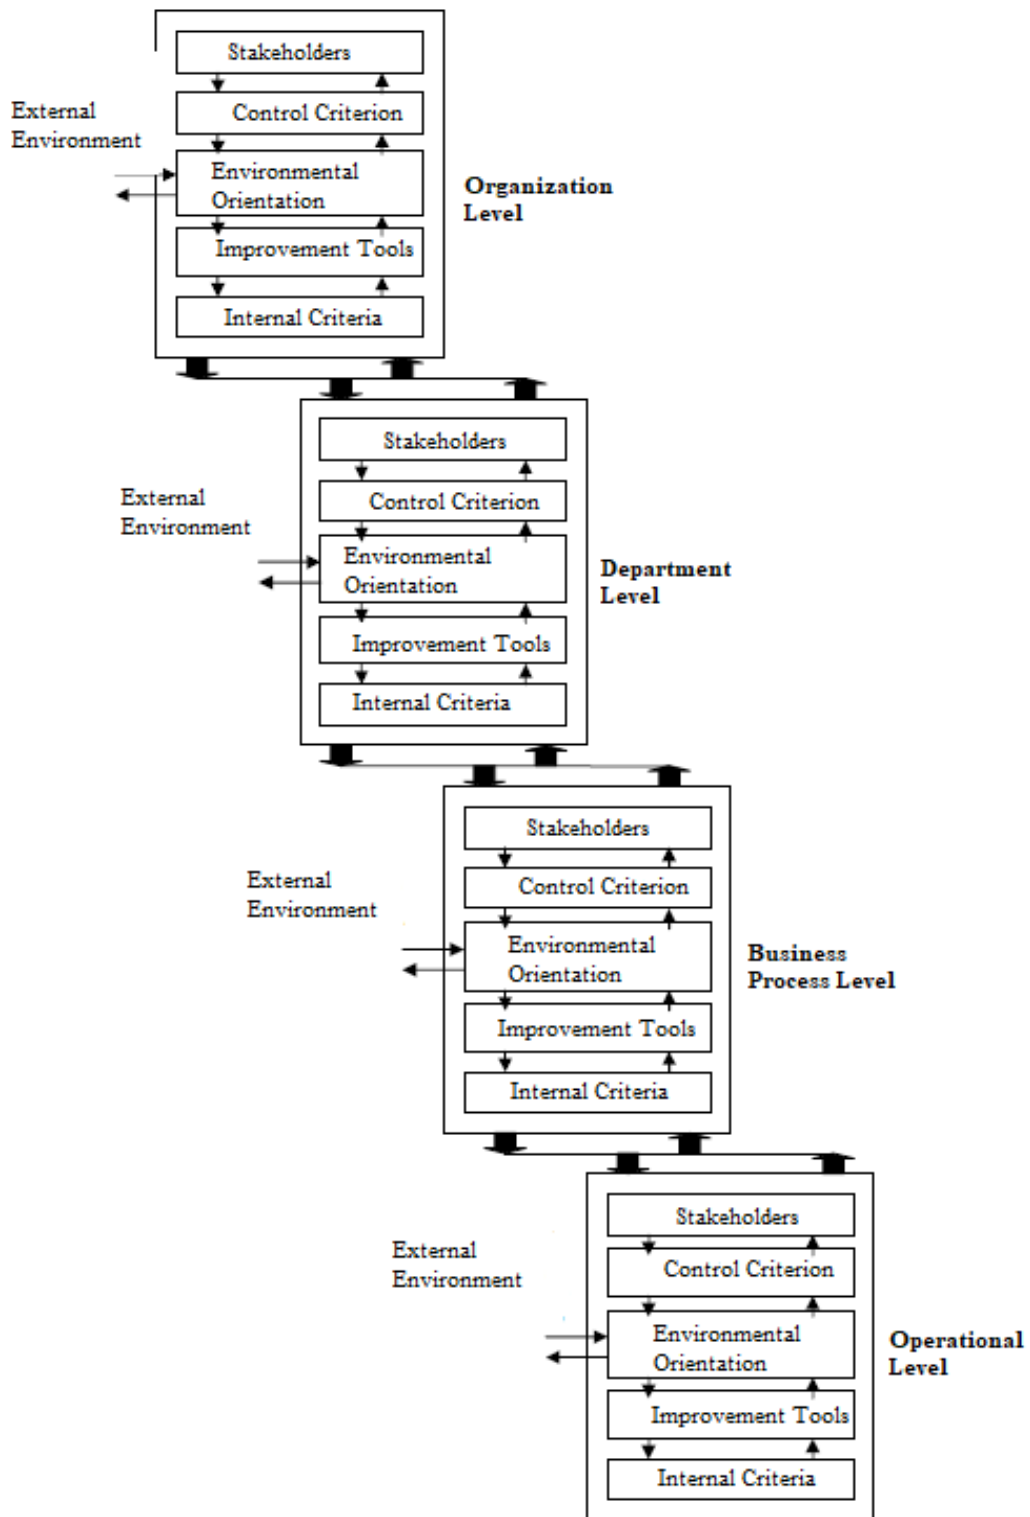 Stakeholders
Control Criterion
External
Environment
Environmental
Orientation
Organization
Level
Improvement Tools
Internal Criteria
Stakeholders
Control Criterion
External
Environment
Environmental
Orientation
Department
Level
Improvement Tools
Internal Criteria
Stakeholders
Control Criterion
External
Environment
Environmental
Orientation
Business
Process Level
Improvement Tools
Internal Criteria
Stakeholders
Control Criterion
External
Environment
Environmental
Orientation
Operational
Level
Improvement Tools
Internal Criteria